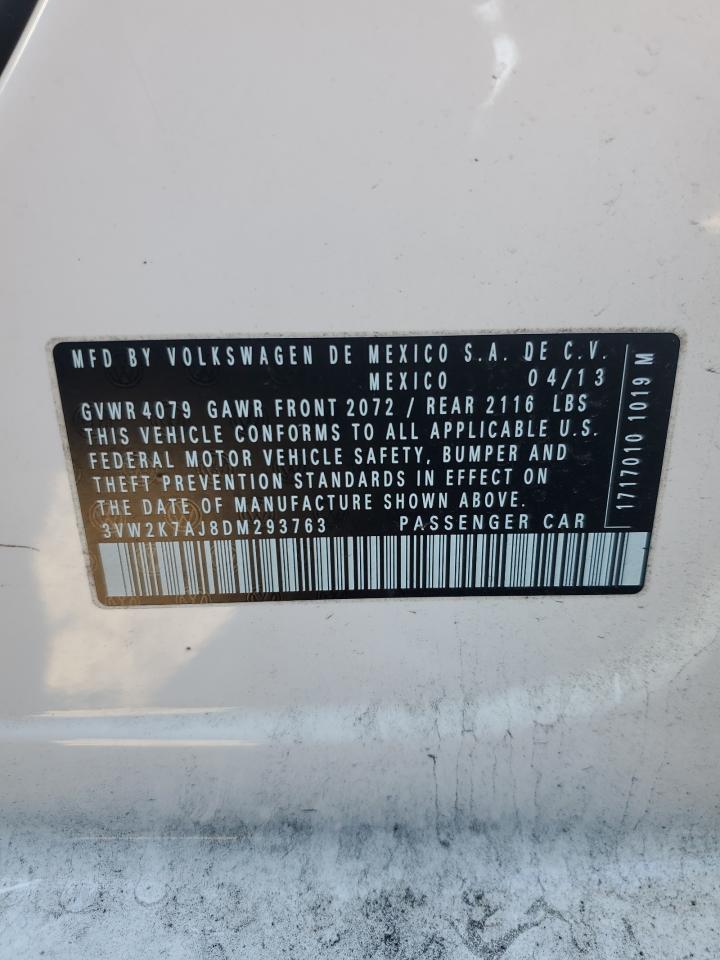 MFD BY VOLKSWAGEN DE MEXICO S.A. DE C.V.
MEXICO 04/13
GVWR 4079 GAWR FRONT 2072 / REAR 2116 LBS
THIS VEHICLE CONFORMS TO ALL APPLICABLE U.S.
FEDERAL MOTOR VEHICLE SAFETY, BUMPER AND
THEFT PREVENTION STANDARDS IN EFFECT ON
THE DATE OF MANUFACTURE SHOWN ABOVE.
3VW2K7AJ8DM293763 PASSENGER CAR
1717010 1019 M